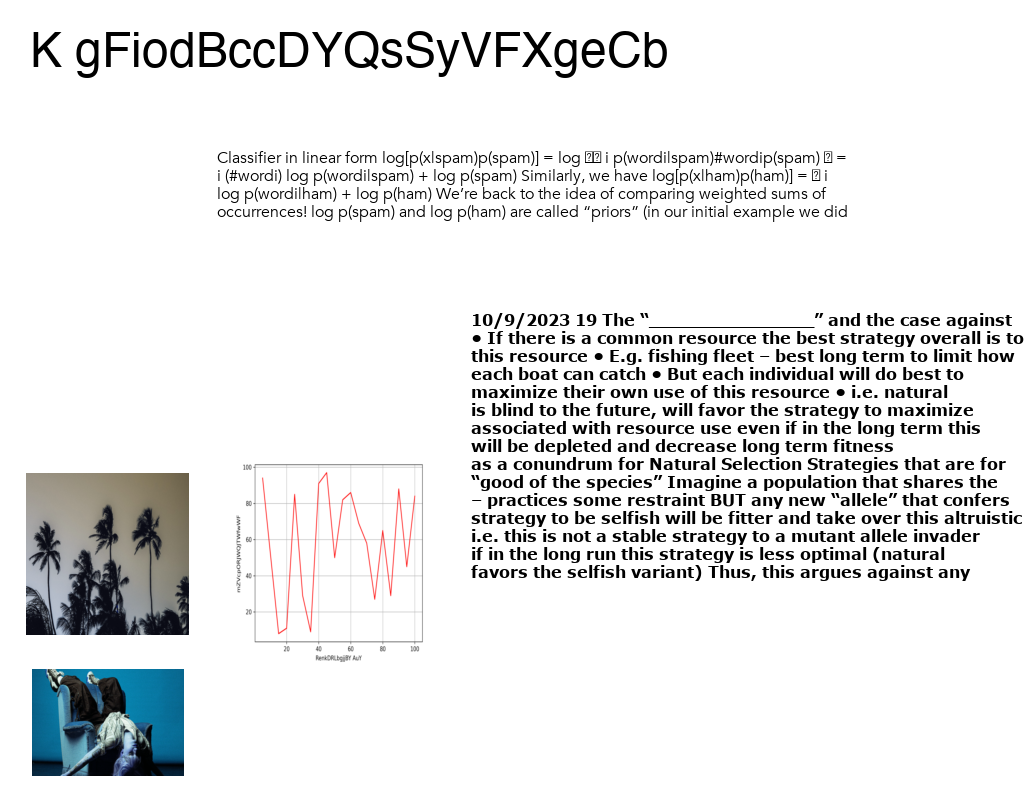 K gFiodBccDYQsSyVFXgeCb
Classifier in linear form log[p(xlspam)p(spam)] = log i p(wordilspam)#wordip(spam) =
i (#wordi) log p(wordilspam) + log p(spam) Similarly, we have log[p(xlham)p(ham)] = i
log p(wordilham) + log p(ham) We’re back to the idea of comparing weighted sums of
occurrences! log p(spam) and log p(ham) are called “priors” (in our initial example we did
10/9/2023 19 The “__________________” and the case against
● If there is a common resource the best strategy overall is to
this resource ● E.g. fishing fleet – best long term to limit how
each boat can catch ● But each individual will do best to
maximize their own use of this resource ● i.e. natural
is blind to the future, will favor the strategy to maximize
associated with resource use even if in the long term this
will be depleted and decrease long term fitness
as a conundrum for Natural Selection Strategies that are for
“good of the species” Imagine a population that shares the
– practices some restraint BUT any new “allele” that confers
strategy to be selfish will be fitter and take over this altruistic
i.e. this is not a stable strategy to a mutant allele invader
if in the long run this strategy is less optimal (natural
favors the selfish variant) Thus, this argues against any
100
80
60
40
20
20 40 60 80 100